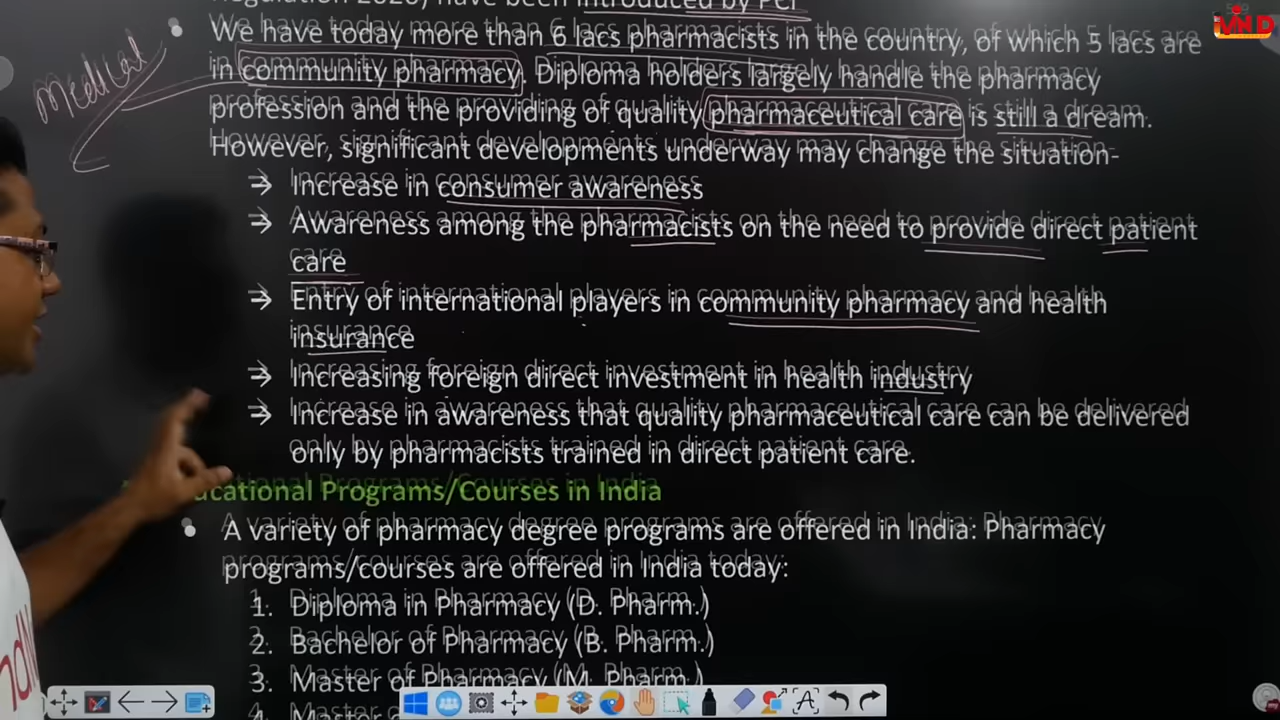 Regulation 2020) have been introduced by PCI
• We have today more than 6 lacs pharmacists in the country, of which 5 lacs are
in community pharmacy. Diploma holders largely handle the pharmacy
profession and the providing of quality pharmaceutical care is still a dream.
However, significant developments underway may change the situation-
Medical
→ Increase in consumer awareness
→ Awareness among the pharmacists on the need to provide direct patient
care
→ Entry of international players in community pharmacy and health
insurance
→ Increasing foreign direct investment in health industry
→ Increase in awareness that quality pharmaceutical care can be delivered
only by pharmacists trained in direct patient care.
ucational Programs/Courses in India
• A variety of pharmacy degree programs are offered in India: Pharmacy
programs/courses are offered in India today:
1. Diploma in Pharmacy (D. Pharm.)
2. Bachelor of Pharmacy (B. Pharm.)
3. Master of Pharmacy (M. Pharm.)